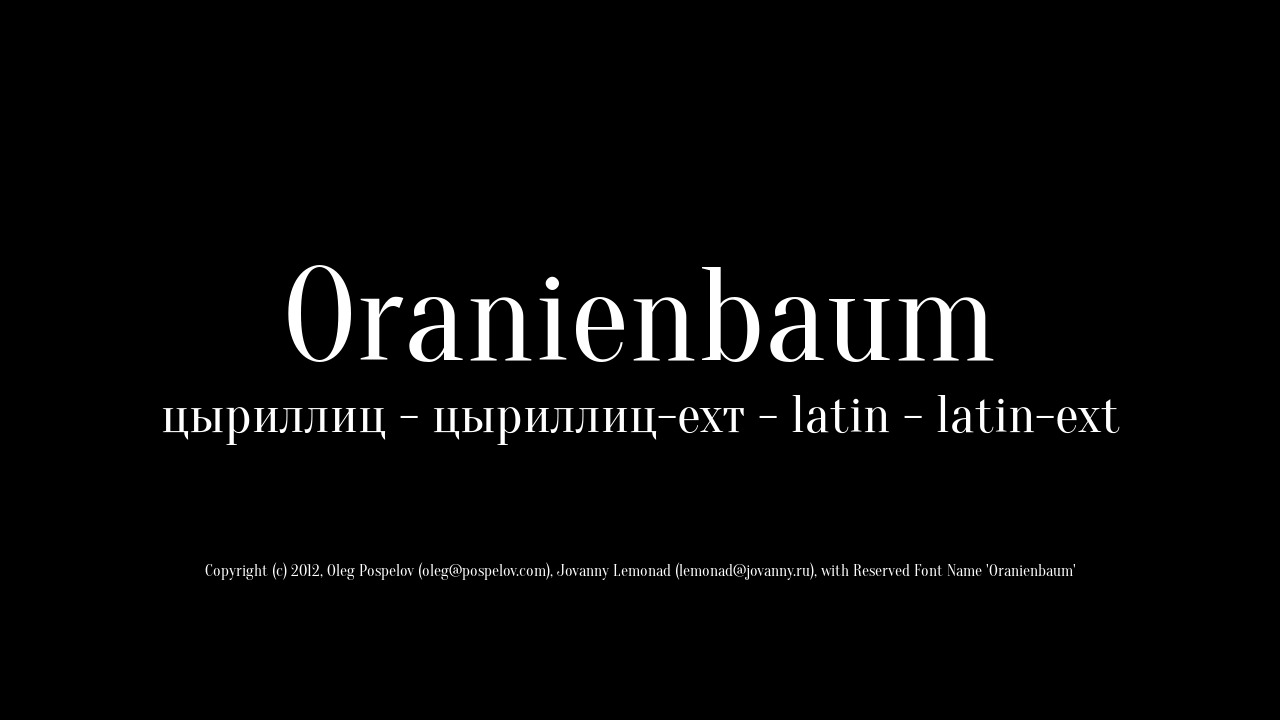 Oranienbaum
цыриллиц - цыриллиц-ехт - latin - latin-ext
Copyright (c) 2012, Oleg Pospelov (oleg@pospelov.com), Jovanny Lemonad (lemonad@jovanny.ru), with Reserved Font Name 'Oranienbaum'